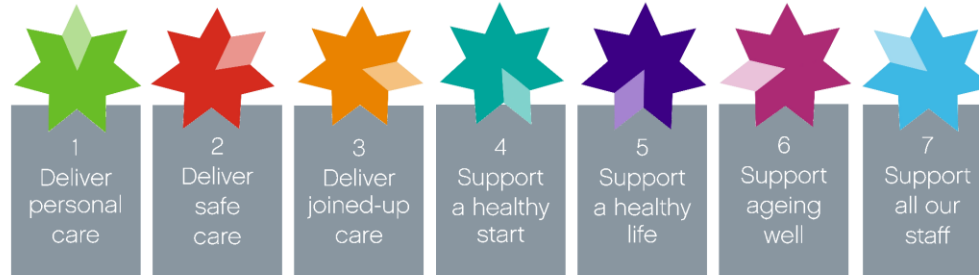 1
Deliver
personal
care
2
Deliver
safe
care
3
Deliver
joined-up
care
4
Support
a healthy
start
5
Support
a healthy
life
6
Support
ageing
well
7
Support
all our
staff